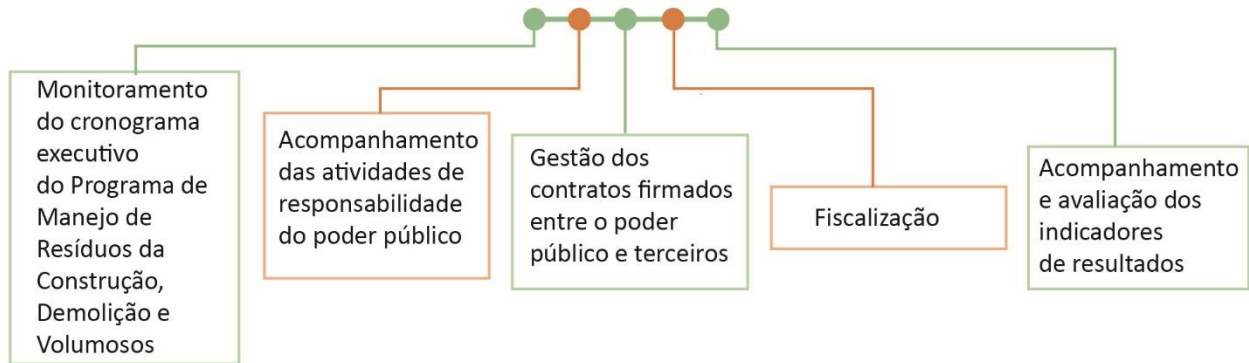 Monitoramento
do cronograma
executivo
do Programa de
Manejo de
Resíduos da
Construção,
Demolição e
Volumosos
Acompanhamento
das atividades de
responsabilidade
do poder público
Gestão dos
contratos firmados
entre o poder
público e terceiros
Fiscalização
Acompanhamento
e avaliação dos
indicadores
de resultados